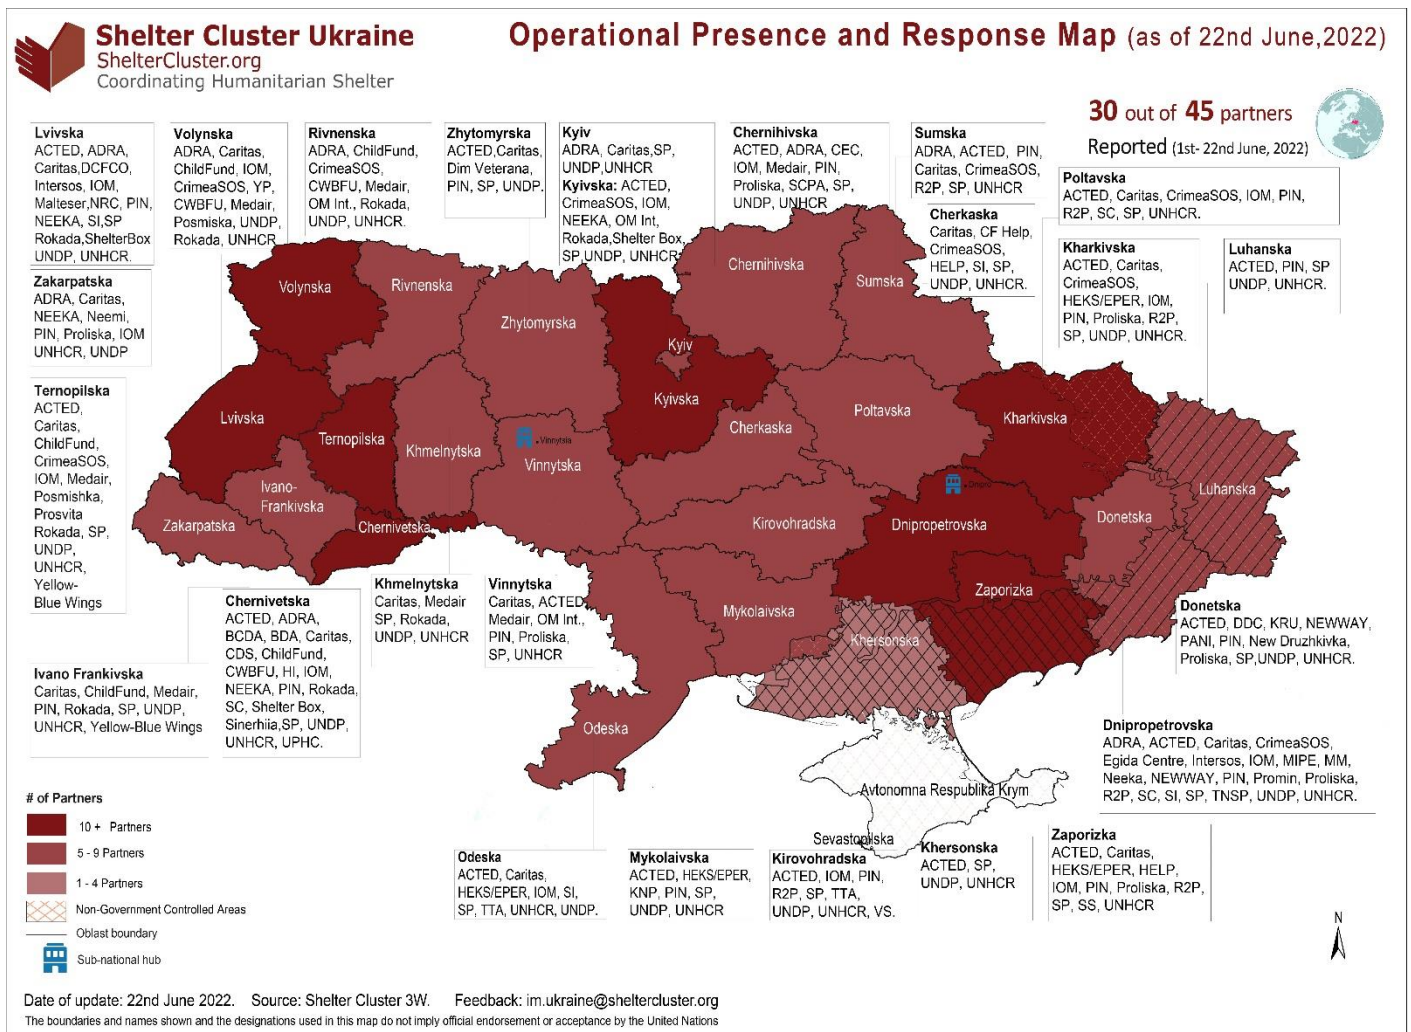 Shelter Cluster Ukraine
ShelterCluster.org
Coordinating Humanitarian Shelter
Operational Presence and Response Map (as of 22nd June,2022)
30 out of 45 partners
Reported (1st- 22nd June, 2022)
Lvivska
ACTED, ADRA,
Caritas,DCFCO,
Intersos, IOM,
Malteser,NRC, PIN,
NEEKA, SI,SP
Rokada,ShelterBox
UNDP, UNHCR.
Volynska
ADRA, Caritas,
ChildFund, IOM,
CrimeaSOS, YP,
CWBFU, Medair,
Posmiska, UNDP,
Rokada, UNHCR
Rivnenska
ADRA, ChildFund,
CrimeaSOS,
CWBFU, Medair,
OM Int., Rokada,
UNDP, UNHCR.
Zhytomyrska
ACTED,Caritas,
Dim Veterana,
PIN, SP, UNDP.
Kyiv
ADRA, Caritas,SP,
UNDP,UNHCR
Kyivska: ACTED,
CrimeaSOS, IOM,
NEEKA, OM Int,
Rokada,Shelter Box,
SP,UNDP, UNHCR
Chernihivska
ACTED, ADRA, CEC,
IOM, Medair, PIN,
Proliska, SCPA, SP,
UNDP, UNHCR
Sumska
ADRA, ACTED, PIN,
Caritas, CrimeaSOS,
R2P, SP, UNHCR
Cherkaska
Caritas, CF Help,
CrimeaSOS,
HELP, SI, SP,
UNDP, UNHCR.
Poltavska
ACTED, Caritas, CrimeaSOS, IOM, PIN,
R2P, SC, SP, UNHCR.
Kharkivska
ACTED, Caritas,
CrimeaSOS,
HEKS/EPER, IOM,
PIN, Proliska, R2P,
SP, UNDP, UNHCR.
Luhanska
ACTED, PIN, SP
UNDP, UNHCR.
Zakarpatska
ADRA, Caritas,
NEEKA, Neemi,
PIN, Proliska, IOM
UNHCR, UNDP
Ternopilska
ACTED,
Caritas,
ChildFund,
CrimeaSOS,
IOM, Medair,
Posmishka,
Prosvita
Rokada, SP,
UNDP,
UNHCR,
Yellow-
Blue Wings
Volynska
Rivnenska
Zhytomyrska
Kyiv
Kyivska
Chernihivska
Sumska
Lvivska
Ternopilska
Khmelnytska
Vinnytsia
Vinnytska
Cherkaska
Poltavska
Kharkivska
Luhanska
Ivano-
Frankivska
Zakarpatska
Chernivetska
Kirovohradska
Dnipro
Dnipropetrovska
Donetska
Zaporizka
Mykolaivska
Khersonska
Odeska
Avtonomna Respublika Krym
Sevastopilska
Ivano Frankivska
Caritas, ChildFund, Medair,
PIN, Rokada, SP, UNDP,
UNHCR, Yellow-Blue Wings
Chernivetska
ACTED, ADRA,
BCDA, BDA, Caritas,
CDS, ChildFund,
CWBFU, HI, IOM,
NEEKA, PIN, Rokada,
SC, Shelter Box,
Sinerhiia,SP, UNDP,
UNHCR, UPHC.
Khmelnytska
Caritas, Medair
SP, Rokada,
UNDP, UNHCR
Vinnytska
Caritas, ACTED
Medair, OM Int.,
PIN, Proliska,
SP, UNHCR
Donetska
ACTED, DDC, KRU, NEWWAY,
PANI, PIN, New Druzhkivka,
Proliska, SP,UNDP, UNHCR.
Dnipropetrovska
ADRA, ACTED, Caritas, CrimeaSOS,
Egida Centre, Intersos, IOM, MIPE, MM,
Neeka, NEWWAY, PIN, Promin, Proliska,
R2P, SC, SI, SP, TNSP, UNDP, UNHCR.
Odeska
ACTED, Caritas,
HEKS/EPER, IOM, SI,
SP, TTA, UNHCR, UNDP.
Mykolaivska
ACTED, HEKS/EPER,
KNP, PIN, SP,
UNDP, UNHCR
Kirovohradska
ACTED, IOM, PIN,
R2P, SP, TTA,
UNDP, UNHCR, VS.
Khersonska
ACTED, SP,
UNDP, UNHCR
Zaporizka
ACTED, Caritas,
HEKS/EPER, HELP,
IOM, PIN, Proliska, R2P,
SP, SS, UNHCR
# of Partners
10 + Partners
5 - 9 Partners
1 - 4 Partners
Non-Government Controlled Areas
Oblast boundary
Sub-national hub
N
Date of update: 22nd June 2022. Source: Shelter Cluster 3W. Feedback: im.ukraine@sheltercluster.org
The boundaries and names shown and the designations used in this map do not imply official endorsement or acceptance by the United Nations